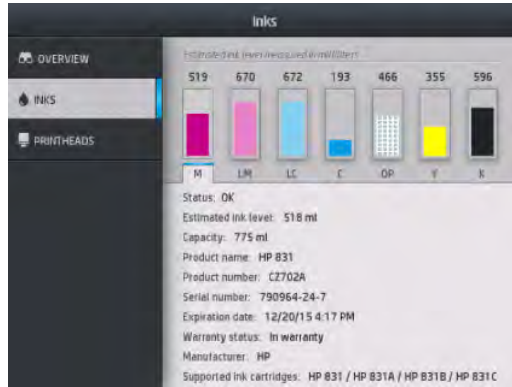 Inks
OVERVIEW
INKS
PRINTHEADS
Estimated ink level measured in milliliters
519 670 672 193 466 355 596
M LM LC C OP Y K
Status: OK
Estimated ink level: 518 ml
Capacity: 775 ml
Product name: HP 831
Product number: CZ702A
Serial number: 790964-24-7
Expiration date: 12/20/15 4:17 PM
Warranty status: In warranty
Manufacturer: HP
Supported ink cartridges: HP 831 / HP 831A / HP 831B / HP 831C